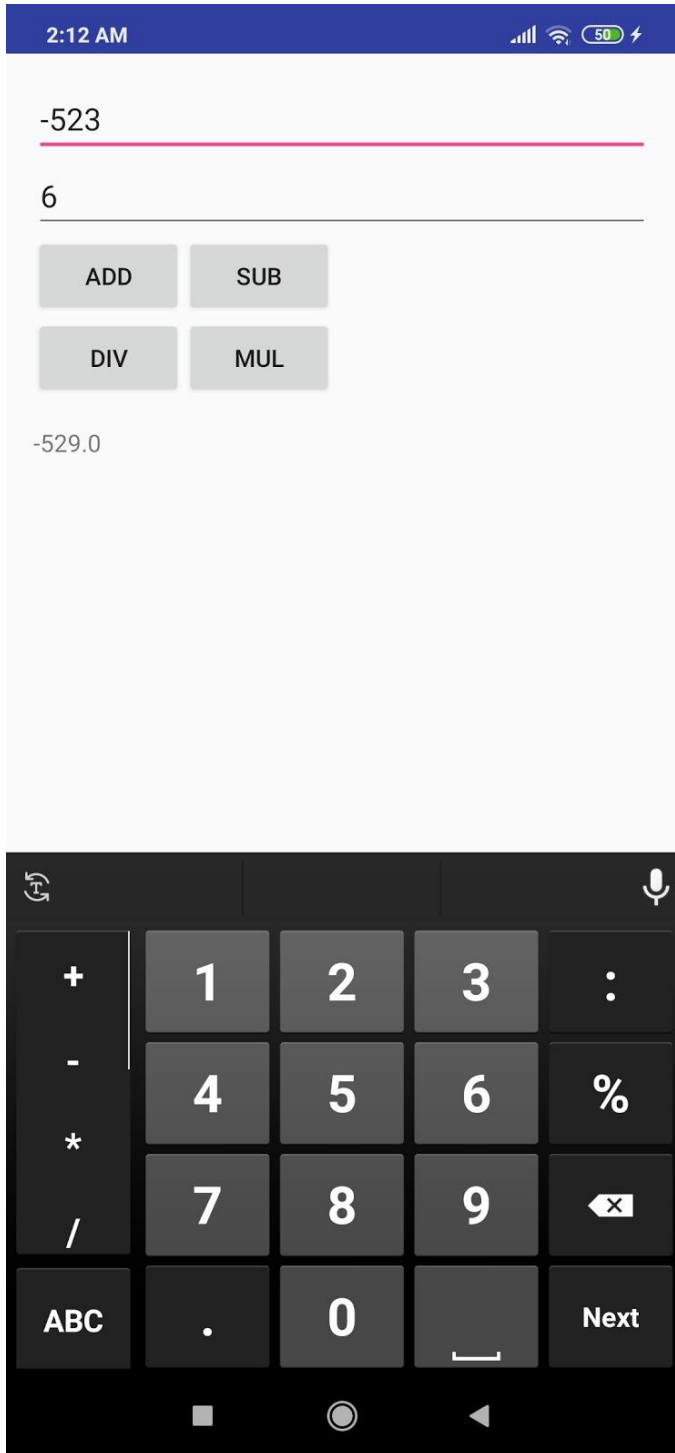 2:12 AM 50
-523
6
ADD SUB
DIV MUL
-529.0
T
+ 1 2 3 :
- 4 5 6 %
*
/ 7 8 9
ABC . 0 Next